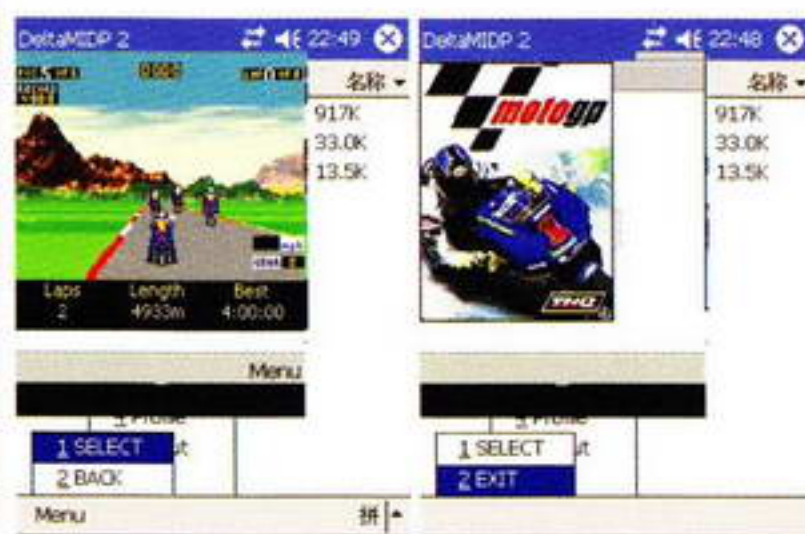 DeltaMIDP 2 22:49
0000
名称
917K
33.0K
13.5K
Laps Length Best
2 4933m 4:00:00
Menu
1 SELECT
2 BACK
Menu 拼
DeltaMIDP 2 22:48
名称
motogp
917K
33.0K
13.5K
THQ
1 SELECT
2 EXIT